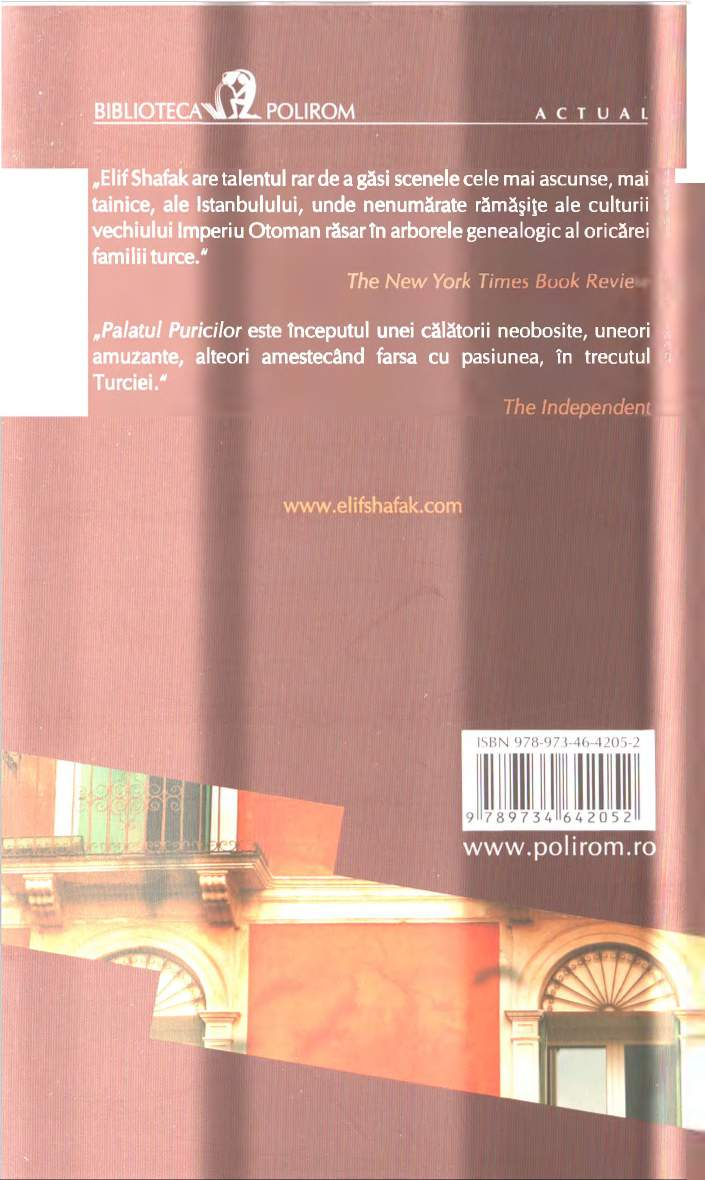 BIBLIOTECA POLIROM
ACTUAL
„Elif Shafak are talentul rar de a găsi scenele cele mai ascunse, mai
tainice, ale Istanbulului, unde nenumărate rămăşiţe ale culturii
vechiului Imperiu Otoman răsar în arborele genealogic al oricărei
familii turce.“
The New York Times Book Review
„Palatul Puricilor este începutul unei călătorii neobosite, uneori
amuzante, alteori amestecând farsa cu pasiunea, în trecutul
Turciei.“
The Independent
www.elifshafak.com
ISBN 978-973-46-4205-2
9 789734 642052
www.polirom.ro